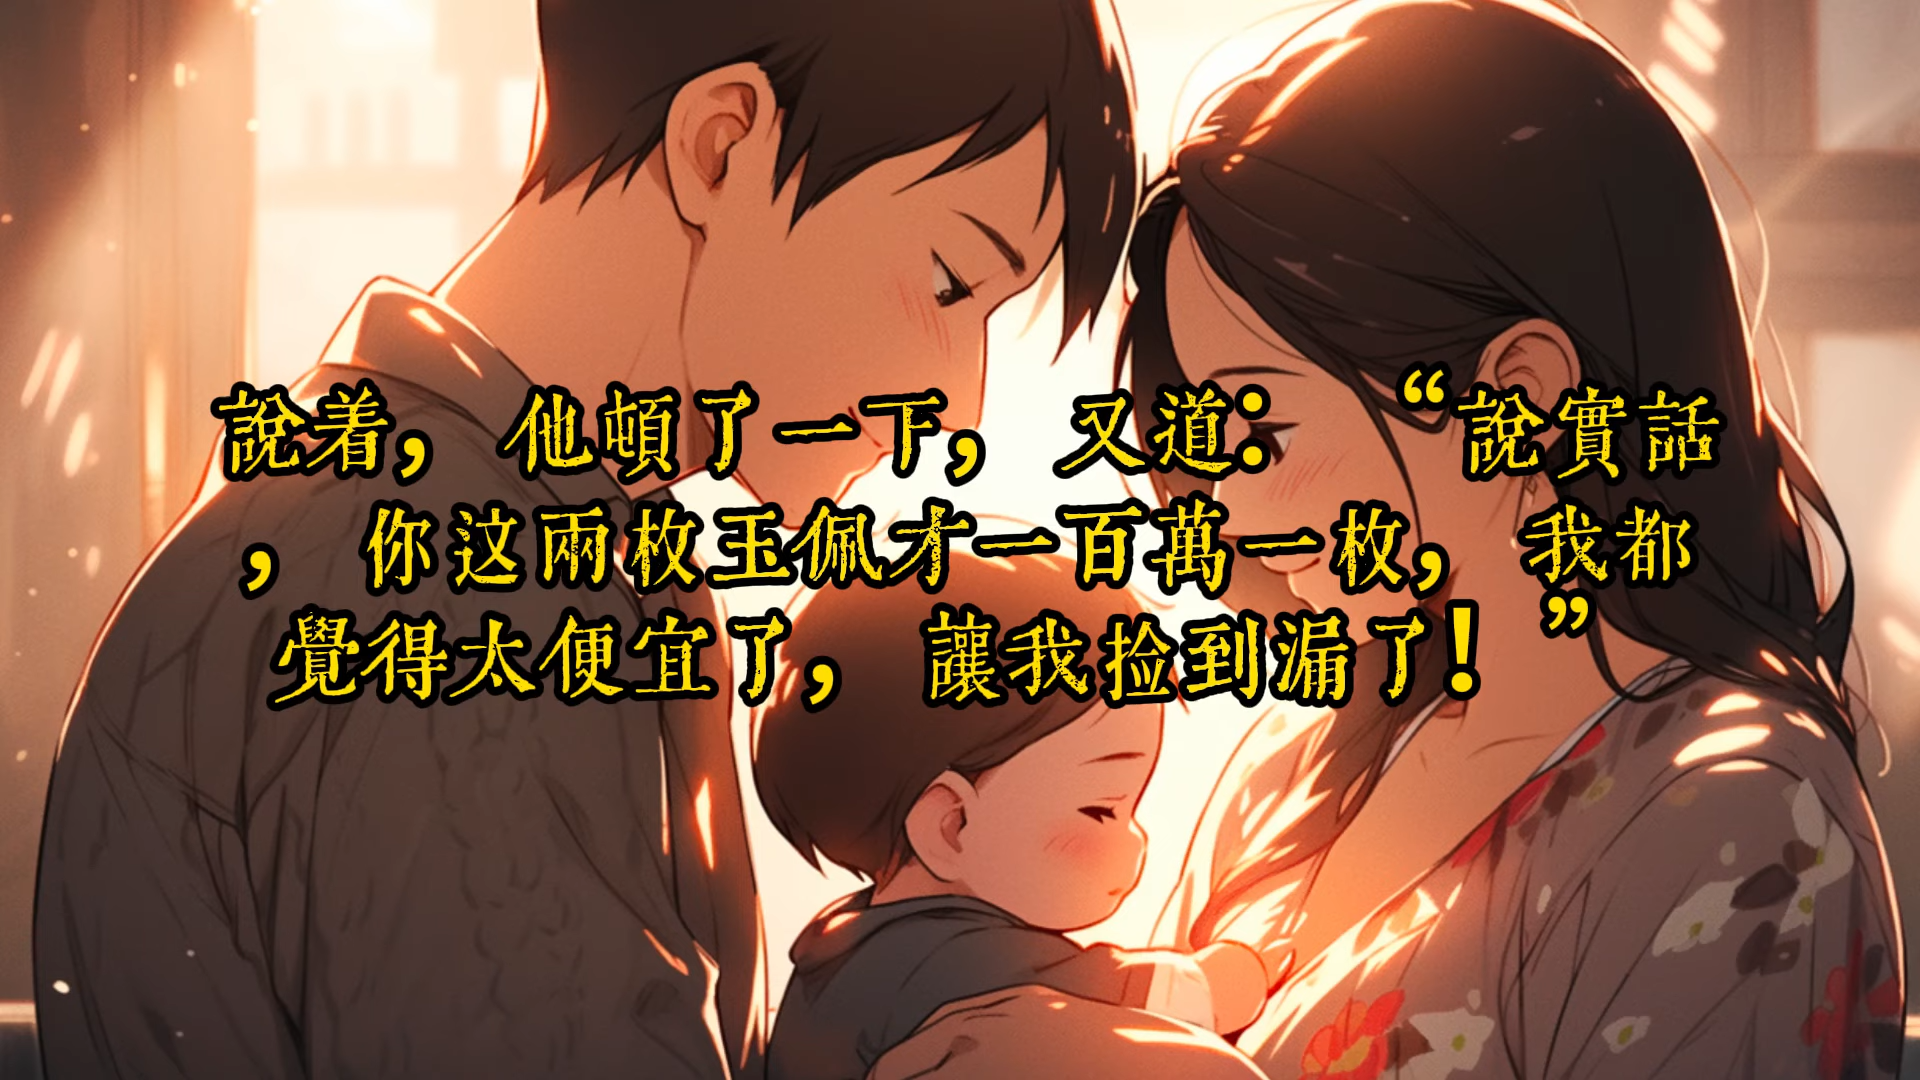 說着，他頓了一下，又道：“說實話
，你这兩枚玉佩才一百萬一枚，我都
覺得太便宜了，讓我捡到漏了！”